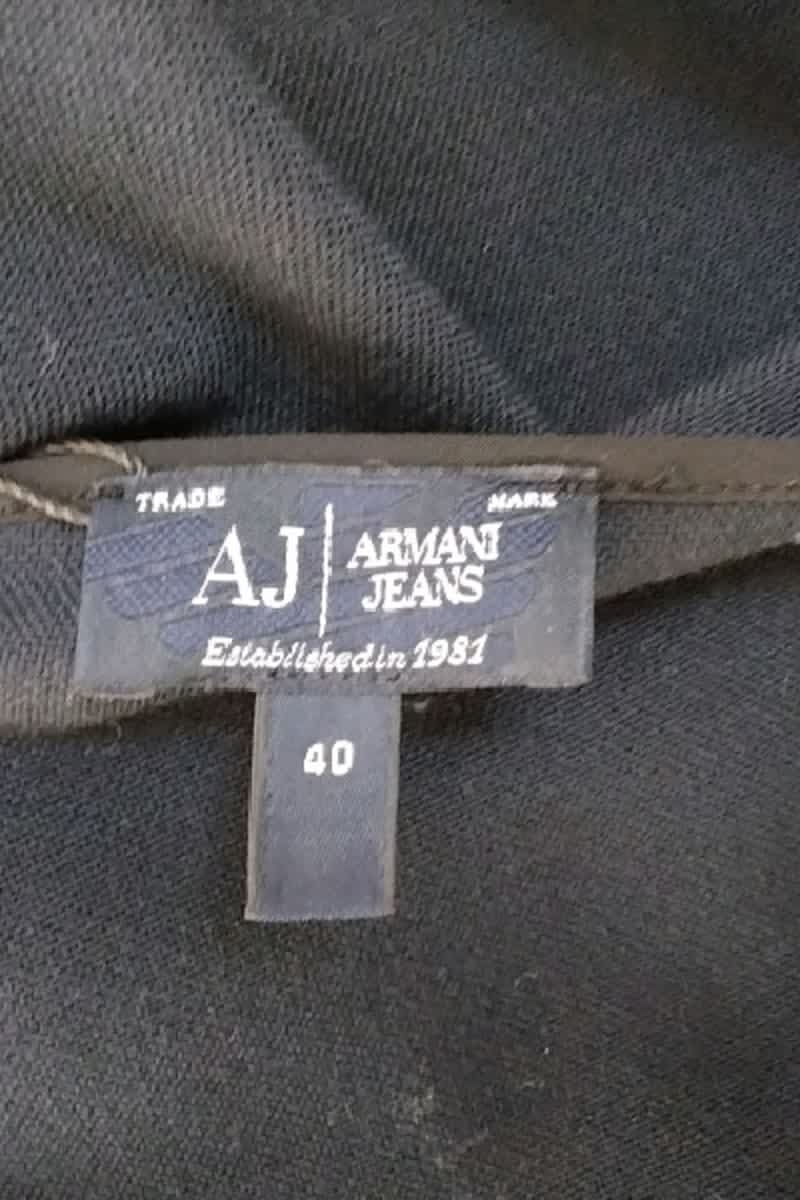 TRADE MARK
AJ ARMANI
JEANS
Established in 1981
40